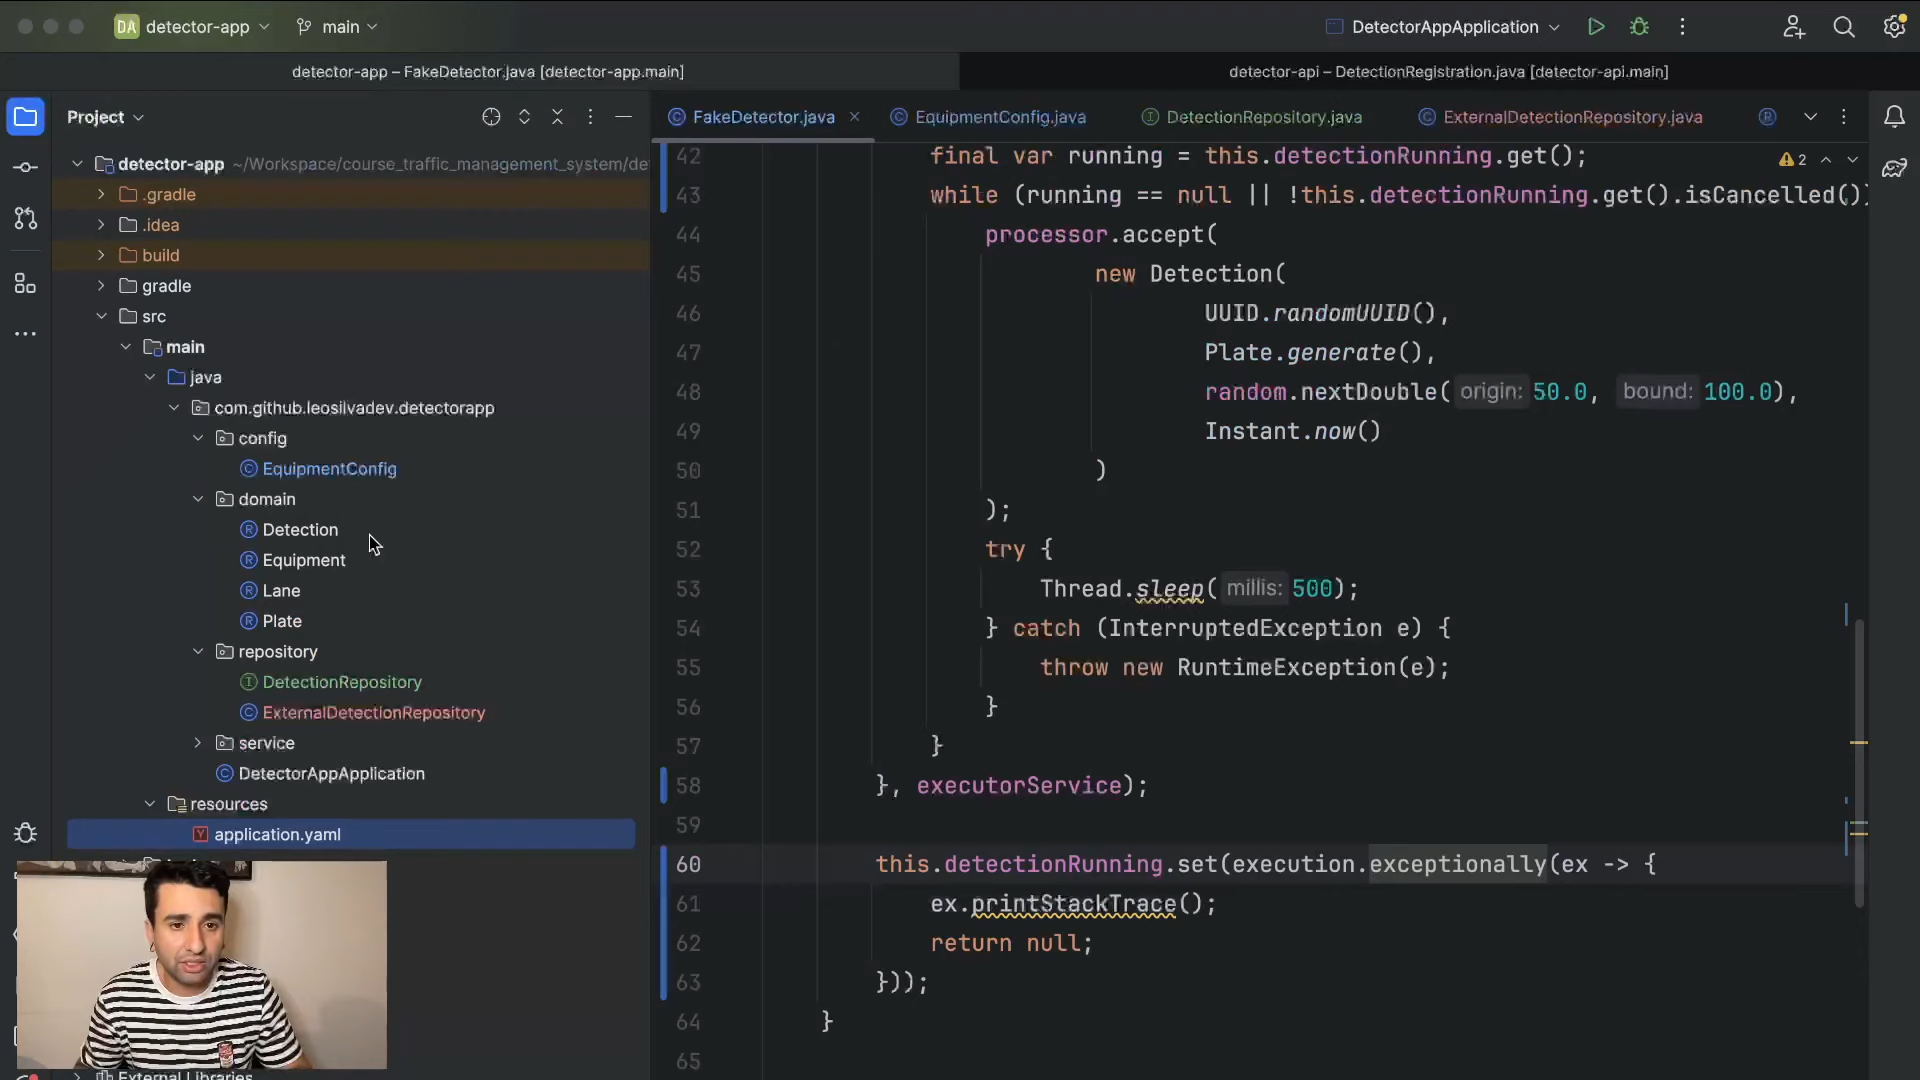 DA detector-app main DetectorAppApplication
detector-app – FakeDetector.java [detector-app.main] detector-api – DetectionRegistration.java [detector-api.main]
Project
detector-app ~/Workspace/course_traffic_management_system/de
.gradle
.idea
build
gradle
src
main
java
com.github.leosilvadev.detectorapp
config
EquipmentConfig
domain
Detection
Equipment
Lane
Plate
repository
DetectionRepository
ExternalDetectionRepository
service
DetectorAppApplication
resources
application.yaml
External Libraries
FakeDetector.java EquipmentConfig.java DetectionRepository.java ExternalDetectionRepository.java
2
42 final var running = this.detectionRunning.get();
43 while (running == null || !this.detectionRunning.get().isCancelled())
44 processor.accept(
45 new Detection(
46 UUID.randomUUID(),
47 Plate.generate(),
48 random.nextDouble( origin: 50.0, bound: 100.0),
49 Instant.now()
50 )
51 );
52 try {
53 Thread.sleep( millis: 500);
54 } catch (InterruptedException e) {
55 throw new RuntimeException(e);
56 }
57 }
58 }, executorService);
59
60 this.detectionRunning.set(execution.exceptionally(ex -> {
61 ex.printStackTrace();
62 return null;
63 }));
64 }
65